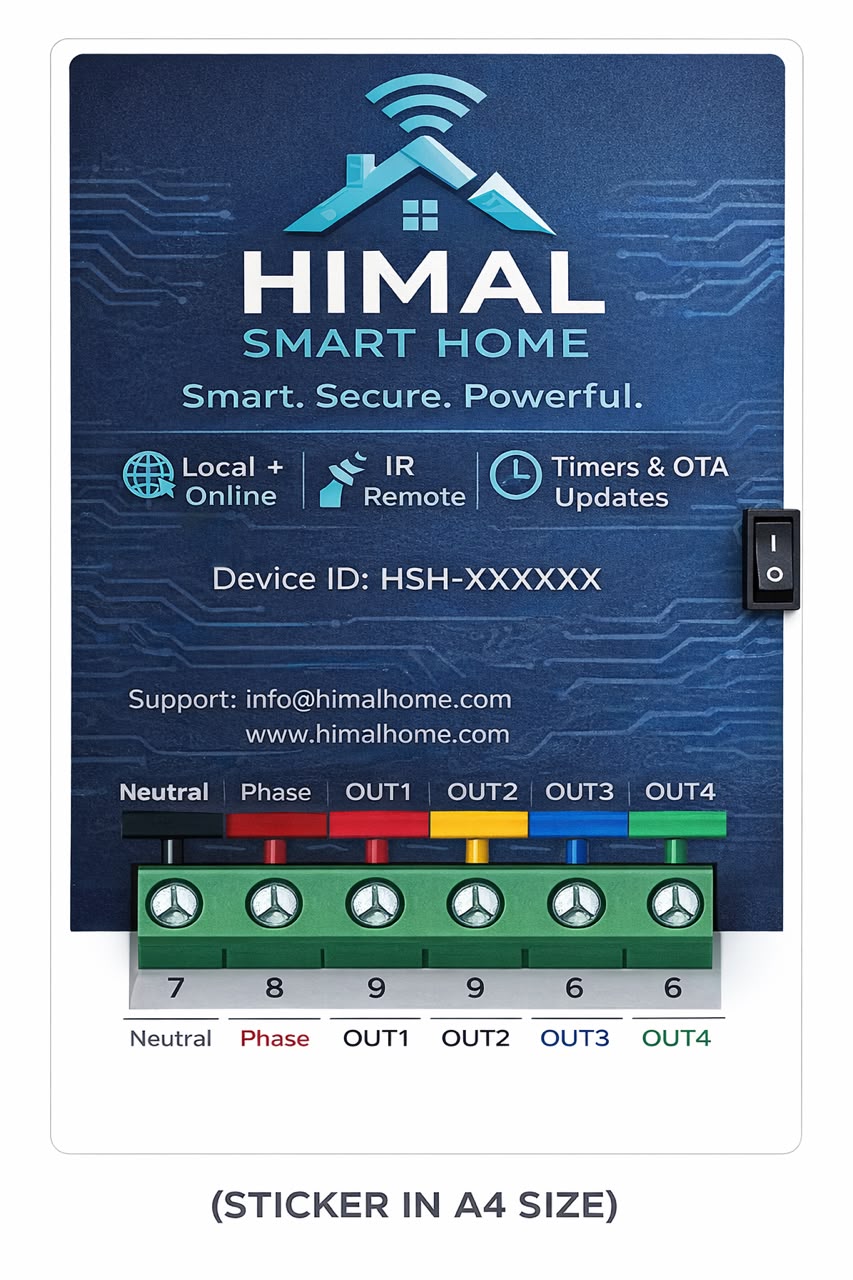 HIMAL
SMART HOME
Smart. Secure. Powerful.
Local +
Online
IR
Remote
Timers & OTA
Updates
Device ID: HSH-XXXXXX
I
O
Support: info@himalhome.com
www.himalhome.com
Neutral Phase OUT1 OUT2 OUT3 OUT4
7 8 9 9 6 6
Neutral Phase OUT1 OUT2 OUT3 OUT4
(STICKER IN A4 SIZE)